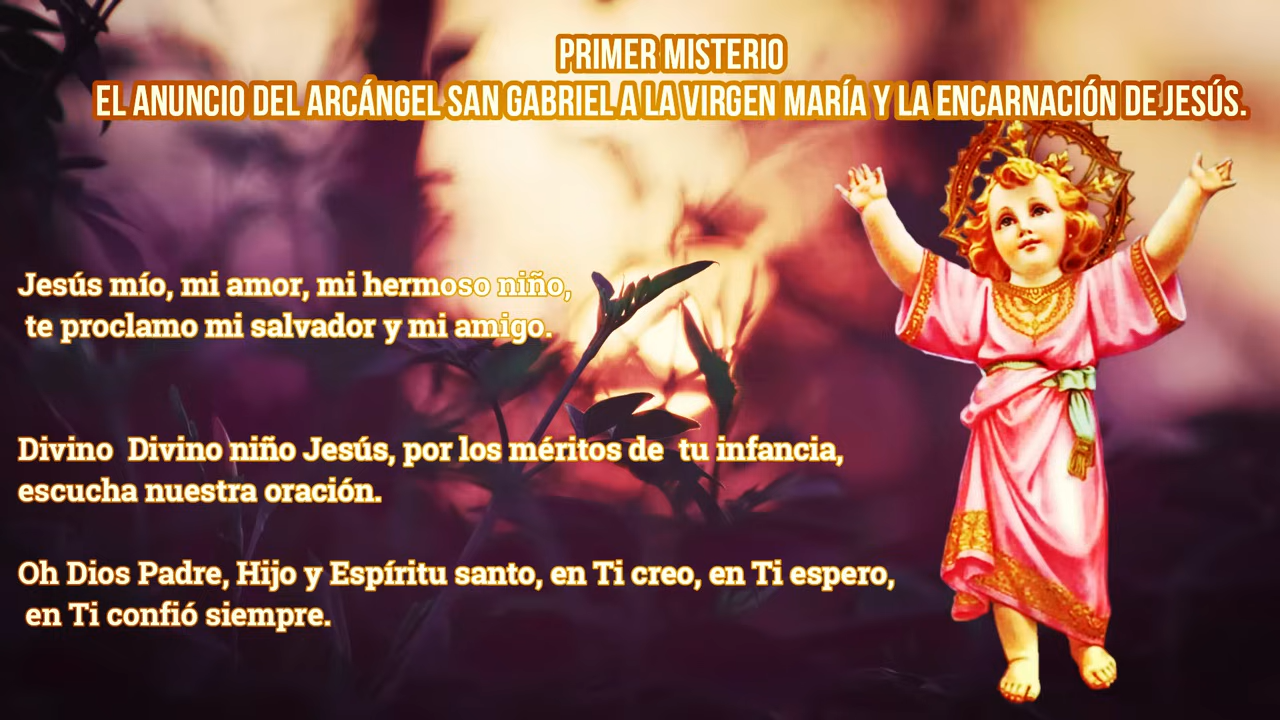 PRIMER MISTERIO
EL ANUNCIO DEL ARCÁNGEL SAN GABRIEL A LA VIRGEN MARÍA Y LA ENCARNACIÓN DE JESÚS.
Jesús mío, mi amor, mi hermoso niño,
te proclamo mi salvador y mi amigo.
Divino Divino niño Jesús, por los méritos de tu infancia,
escucha nuestra oración.
Oh Dios Padre, Hijo y Espíritu santo, en Ti creo, en Ti espero,
en Ti confió siempre.